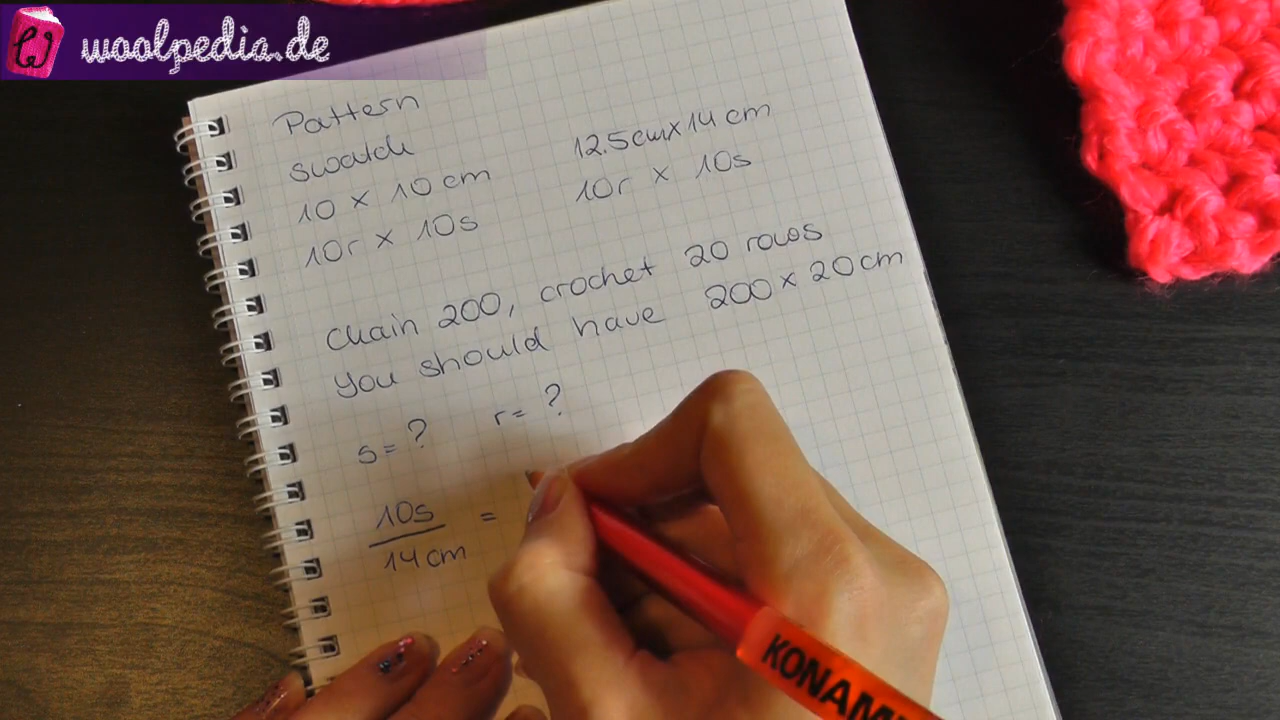 woolpedia.de
Pattern
swatch
10 x 10 cm
10r x 10s
12.5cm x 14 cm
10r x 10s
Chain 200, crochet 20 rows
You should have 200 x 20 cm
s = ? r = ?
10s
14 cm
=
KONAMI